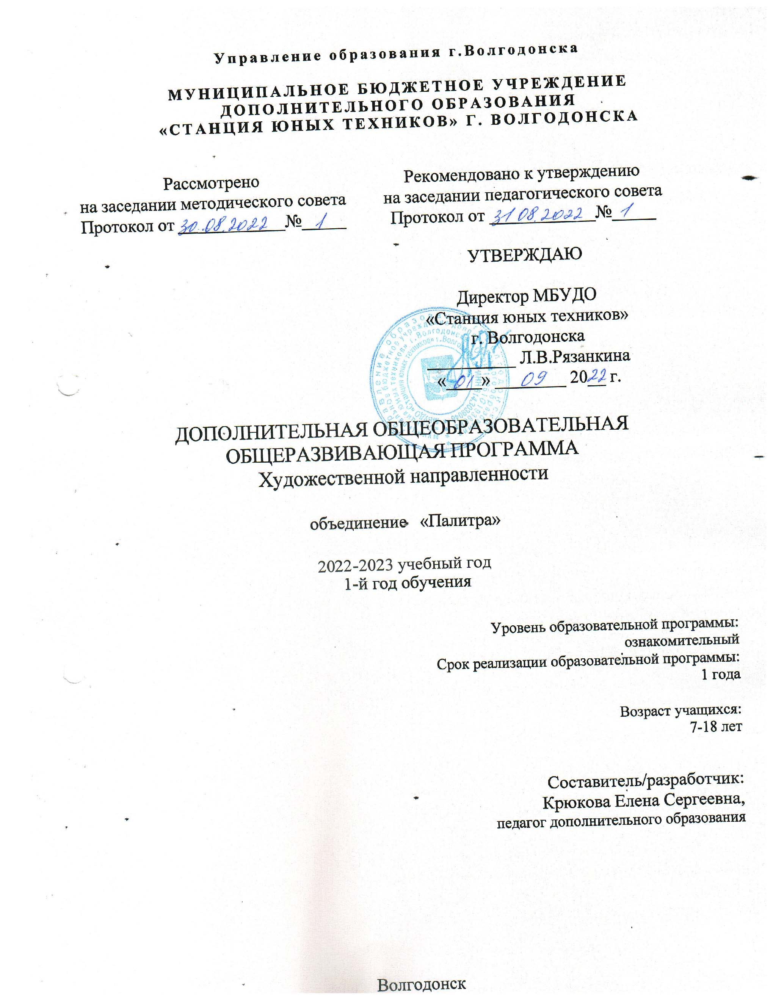 Управление образования г.Волгодонска
МУНИЦИПАЛЬНОЕ БЮДЖЕТНОЕ УЧРЕЖДЕНИЕ
ДОПОЛНИТЕЛЬНОГО ОБРАЗОВАНИЯ
«СТАНЦИЯ ЮНЫХ ТЕХНИКОВ» Г. ВОЛГОДОНСКА
Рассмотрено
на заседании методического совета
Протокол от 30.08.2022 № 1
Рекомендовано к утверждению
на заседании педагогического совета
Протокол от 31 08.2022 № 1
УТВЕРЖДАЮ
Директор МБУДО
«Станция юных техников»
г. Волгодонска
Л.В.Рязанкина
«01» 09 2022 г.
ДОПОЛНИТЕЛЬНАЯ ОБЩЕОБРАЗОВАТЕЛЬНАЯ
ОБЩЕРАЗВИВАЮЩАЯ ПРОГРАММА
Художественной направленности
объединение «Палитра»
2022-2023 учебный год
1-й год обучения
Уровень образовательной программы:
ознакомительный
Срок реализации образовательной программы:
1 года
Возраст учащихся:
7-18 лет
Составитель/разработчик:
Крюкова Елена Сергеевна,
педагог дополнительного образования
Волгодонск